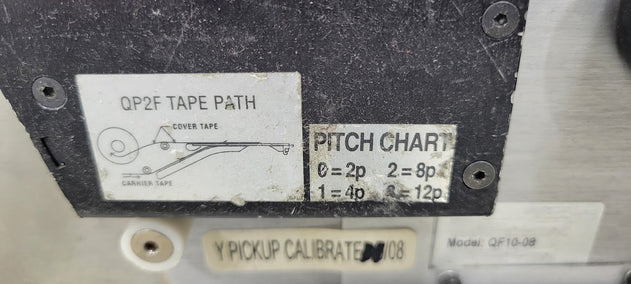 QP2F TAPE PATH
COVER TAPE
CARRIER TAPE
PITCH CHART
0=2p 2=8p
1=4p 3=12p
Y PICKUP CALIBRATE /08
Model: QF10-08